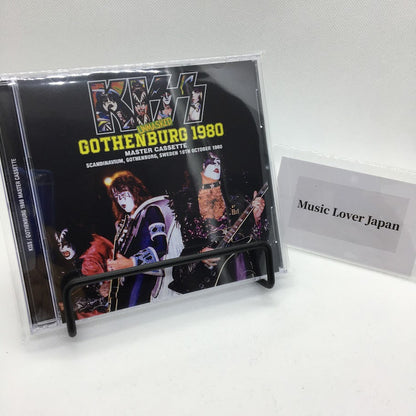 KISS
UNMASKED
GOTHENBURG 1980
MASTER CASSETTE
SCANDINAVIUM, GOTHENBURG, SWEDEN 10TH OCTOBER 1980
KISS : GOTHENBURG 1980 MASTER CASSETTE
Music Lover Japan